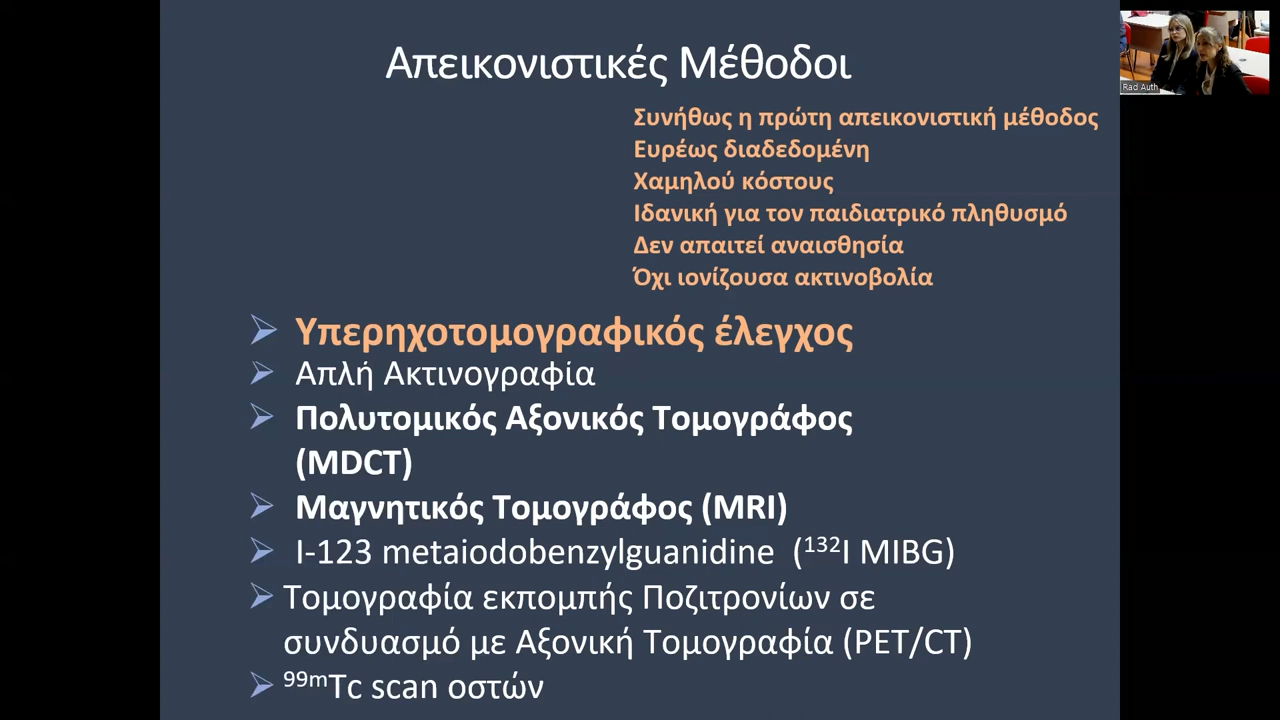 Απεικονιστικές Μέθοδοι
Rad Auth
Συνήθως η πρώτη απεικονιστική μέθοδος
Ευρέως διαδεδομένη
Χαμηλού κόστους
Ιδανική για τον παιδιατρικό πληθυσμό
Δεν απαιτεί αναισθησία
Όχι ιονίζουσα ακτινοβολία
➢ Υπερηχοτομογραφικός έλεγχος
➢ Απλή Ακτινογραφία
➢ Πολυτομικός Αξονικός Τομογράφος
(MDCT)
➢ Μαγνητικός Τομογράφος (MRI)
➢ I-123 metaiodobenzylguanidine (¹³²I MIBG)
➢ Τομογραφία εκπομπής Ποζιτρονίων σε
συνδυασμό με Αξονική Τομογραφία (PET/CT)
➢ ⁹⁹ᵐTc scan οστών